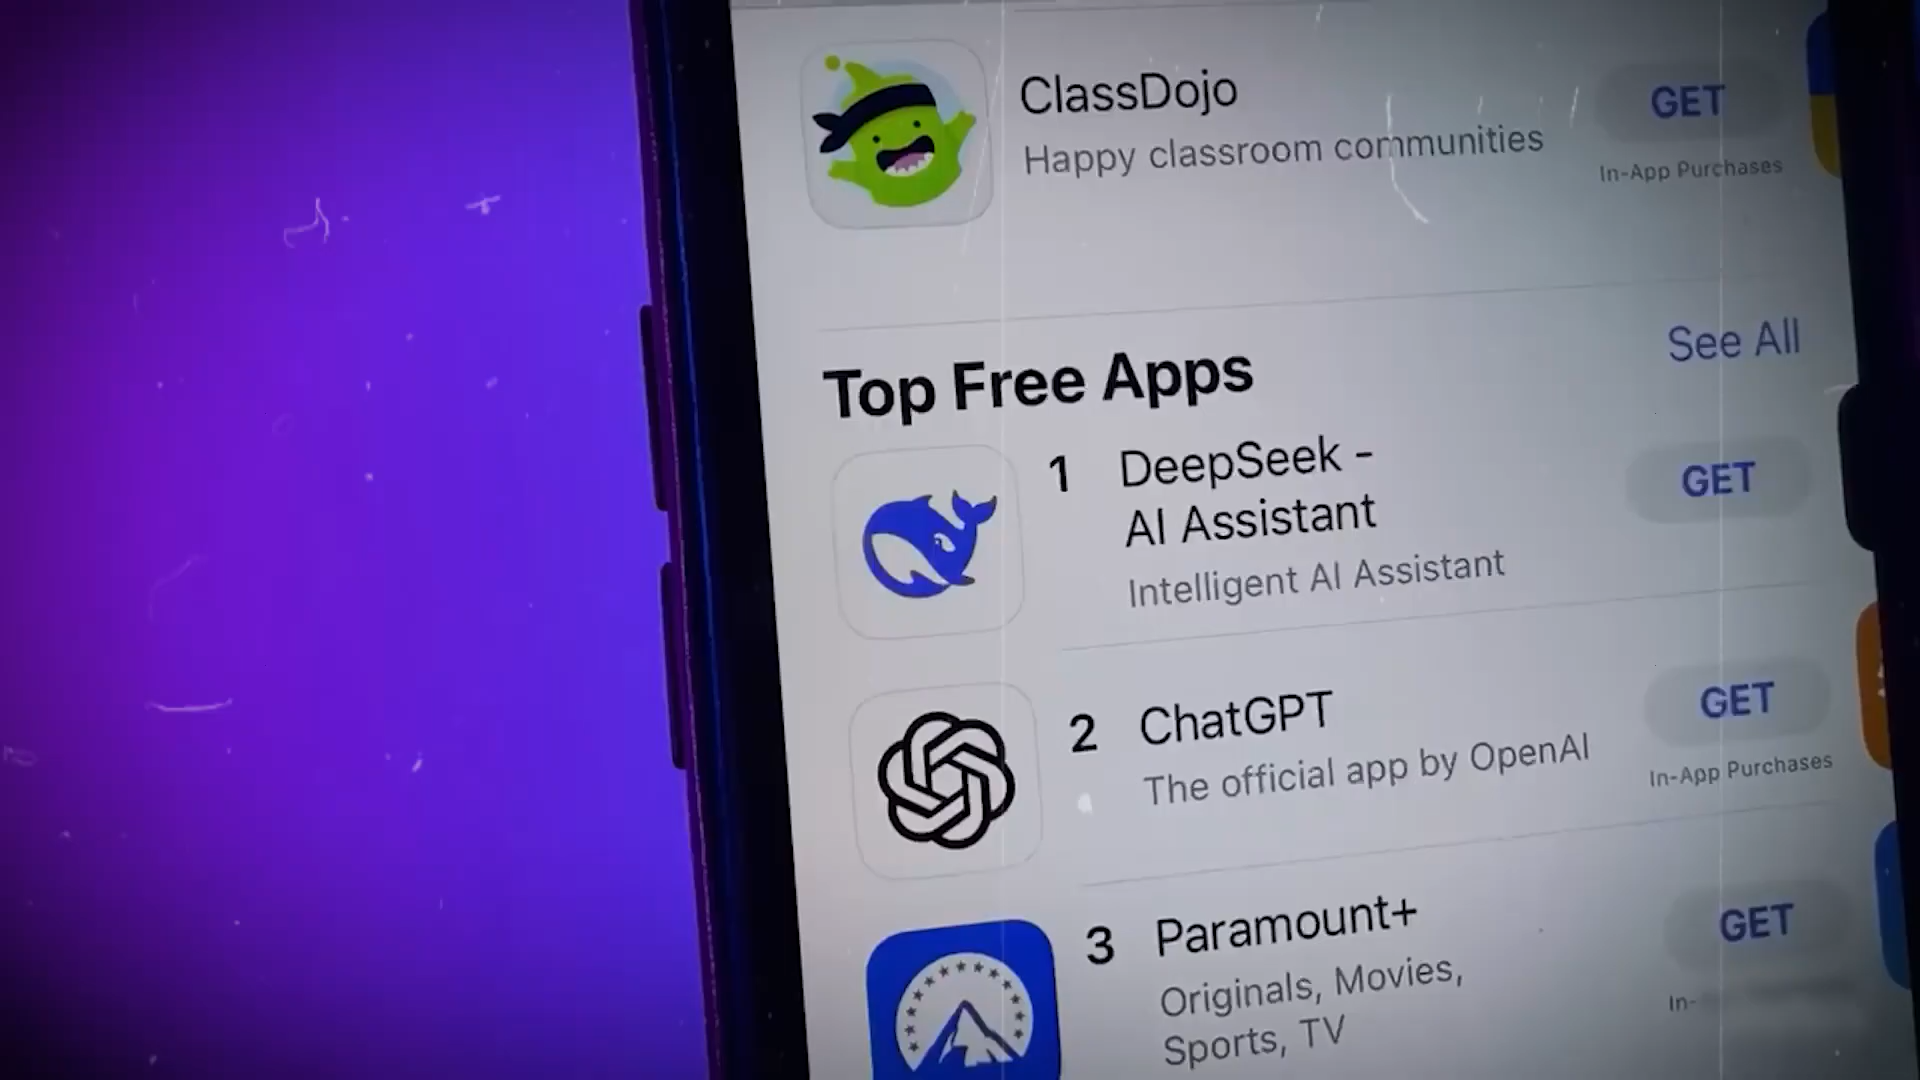 ClassDojo
Happy classroom communities
GET
In-App Purchases
Top Free Apps
See All
1
DeepSeek -
AI Assistant
Intelligent AI Assistant
GET
2
ChatGPT
The official app by OpenAI
GET
In-App Purchases
3
Paramount+
Originals, Movies,
Sports, TV
GET
In-